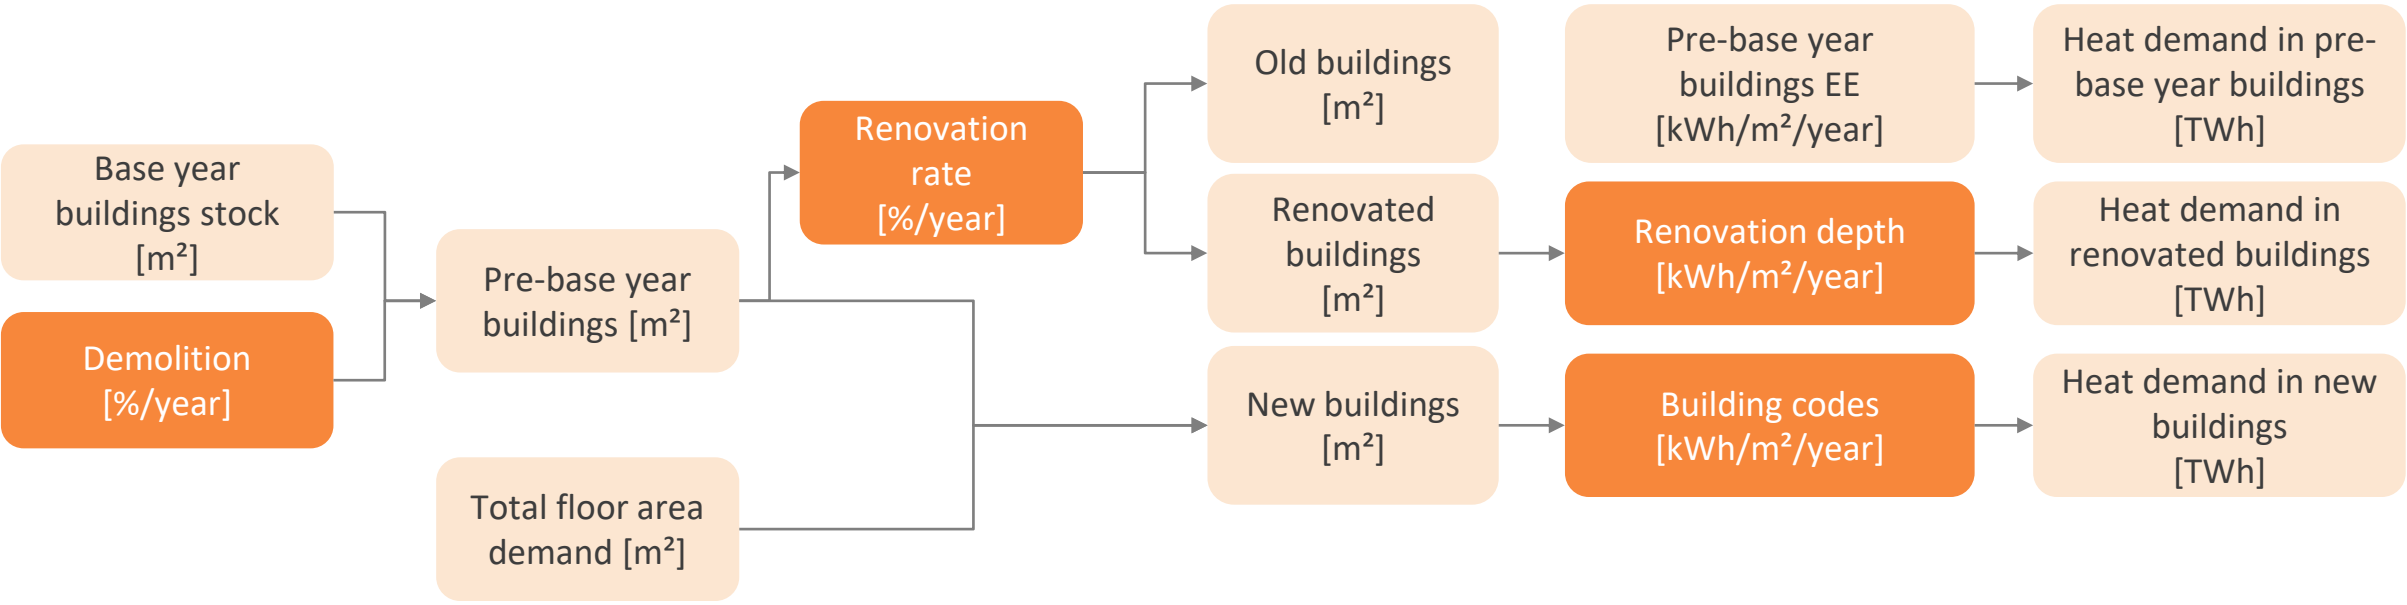 Base year
buildings stock
[m²]
Demolition
[%/year]
Pre-base year
buildings [m²]
Total floor area
demand [m²]
Renovation
rate
[%/year]
Old buildings
[m²]
Renovated
buildings
[m²]
New buildings
[m²]
Pre-base year
buildings EE
[kWh/m²/year]
Renovation depth
[kWh/m²/year]
Building codes
[kWh/m²/year]
Heat demand in pre-
base year buildings
[TWh]
Heat demand in
renovated buildings
[TWh]
Heat demand in new
buildings
[TWh]